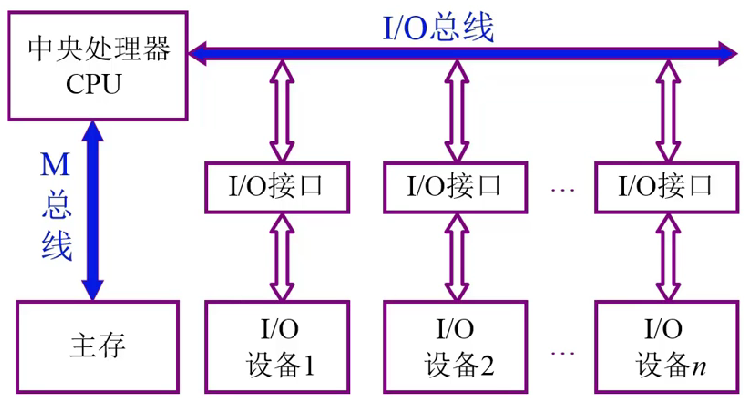 中央处理器
CPU
I/O总线
M
总
线
I/O接口
I/O接口
...
I/O接口
主存
I/O
设备1
I/O
设备2
...
I/O
设备n